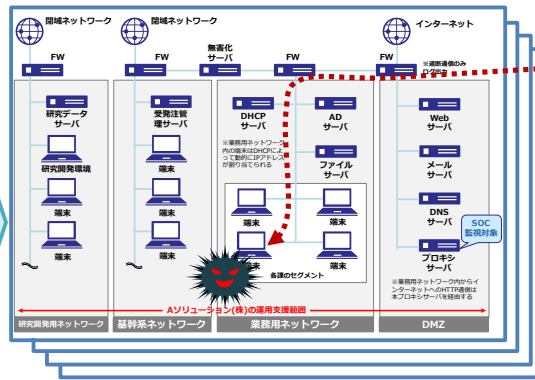 閉域ネットワーク
閉域ネットワーク
インターネット
FW
FW
無害化
サーバ
FW
FW
※遮断通信のみ
ログ出力
研究データ
サーバ
研究開発環境
端末
端末
受発注管
理サーバ
端末
端末
端末
DHCP
サーバ
※業務用ネットワーク
内の端末はDHCPによ
って動的にIPアドレス
が割り当てられる
AD
サーバ
ファイル
サーバ
端末
端末
端末
端末
各課のセグメント
Web
サーバ
メール
サーバ
DNS
サーバ
SOC
監視対象
プロキシ
サーバ
※業務用ネットワーク内からイ
ンターネットへのHTTP通信は
本プロキシサーバを経由する
Aソリューション(株)の運用支援範囲
研究開発用ネットワーク
基幹系ネットワーク
業務用ネットワーク
DMZ